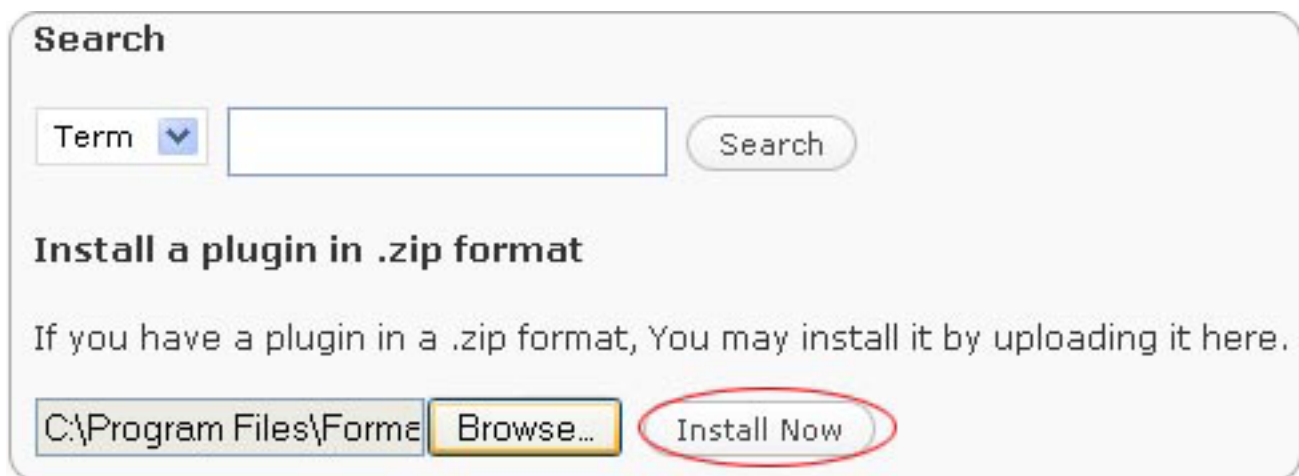 Search
Term Search
Install a plugin in .zip format
If you have a plugin in a .zip format, You may install it by uploading it here.
C:\Program Files\Forma Browse... Install Now